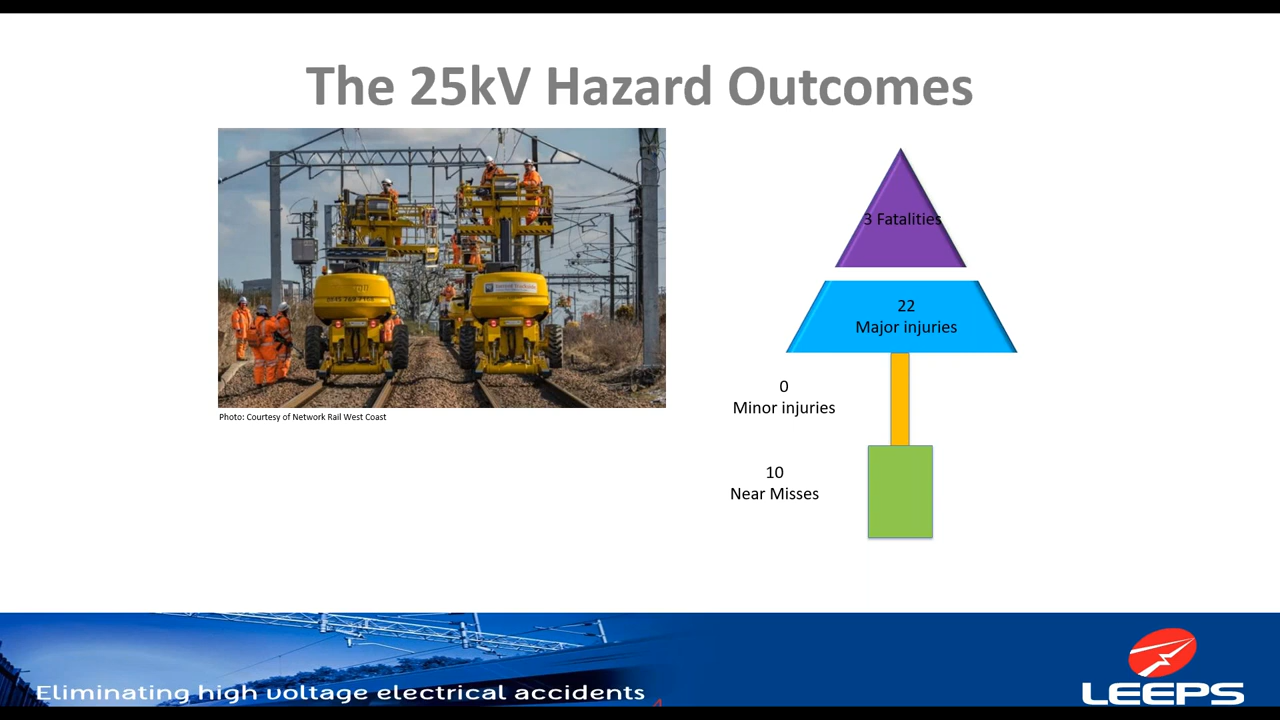 The 25kV Hazard Outcomes
3 Fatalities
22
Major injuries
0
Minor injuries
10
Near Misses
Photo: Courtesy of Network Rail West Coast
Eliminating high voltage electrical accidents
4
LEEPS